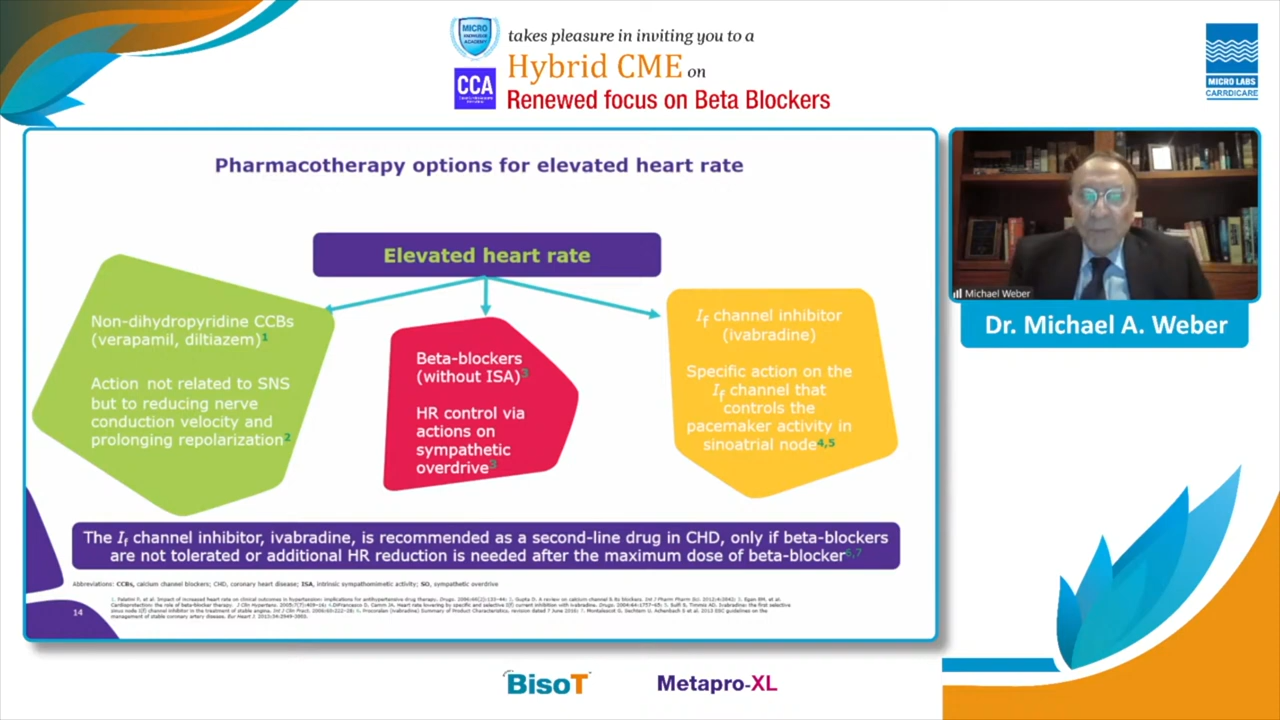 MICRO
KNOWLEDGE
ACADEMY
takes pleasure in inviting you to a
CCA
Hybrid CME on
Renewed focus on Beta Blockers
MICRO LABS
CARRDICARE
Pharmacotherapy options for elevated heart rate
Elevated heart rate
Non-dihydropyridine CCBs
(verapamil, diltiazem)1
Action not related to SNS
but to reducing nerve
conduction velocity and
prolonging repolarization2
Beta-blockers
(without ISA)3
HR control via
actions on
sympathetic
overdrive3
If channel inhibitor
(ivabradine)
Specific action on the
If channel that
controls the
pacemaker activity in
sinoatrial node4,5
The If channel inhibitor, ivabradine, is recommended as a second-line drug in CHD, only if beta-blockers
are not tolerated or additional HR reduction is needed after the maximum dose of beta-blocker6,7
Abbreviations: CCBs, calcium channel blockers; CHD, coronary heart disease; ISA, intrinsic sympathomimetic activity; SO, sympathetic overdrive
14
Michael Weber
Dr. Michael A. Weber
BisoT
Metapro-XL